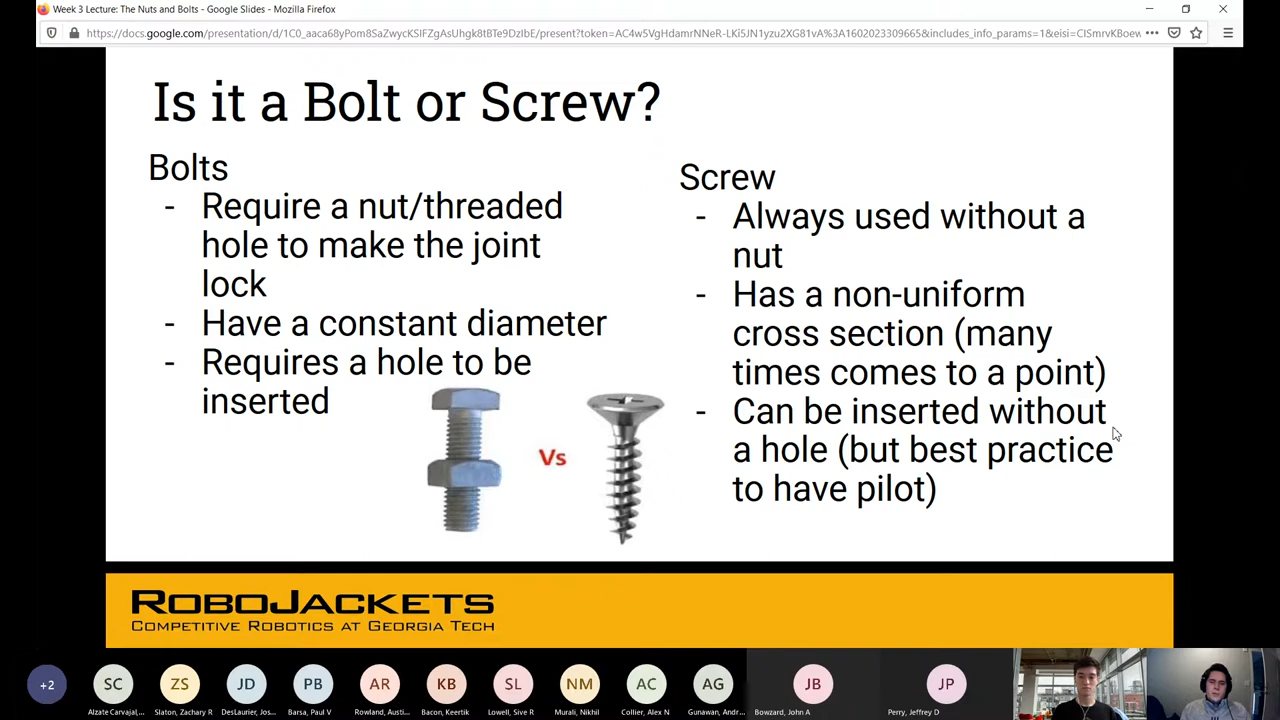 Week 3 Lecture: The Nuts and Bolts - Google Slides - Mozilla Firefox
https://docs.google.com/presentation/d/1C0_aaca68yPom8SaZwycKSIFZgAsUhgk8tBTe9DzIbE/present?token=AC4w5VgHdamrNNeR-LKi5JN1yzu2XG81vA%3A1602023309665&includes_info_params=1&eisi=CISmrvKBoew
Is it a Bolt or Screw?
Bolts
- Require a nut/threaded
hole to make the joint
lock
- Have a constant diameter
- Requires a hole to be
inserted
Screw
- Always used without a
nut
- Has a non-uniform
cross section (many
times comes to a point)
- Can be inserted without
a hole (but best practice
to have pilot)
Vs
ROBOJACKETS
COMPETITIVE ROBOTICS AT GEORGIA TECH
+2 SC ZS JD PB AR KB SL NM AC AG JB JP
Alzate Carvajal,... Slaton, Zachary R DesLaurier, Jos... Barsa, Paul V Rowland, Austi... Bacon, Keertik Lowell, Sive R Murali, Nikhil Collier, Alex N Gunawan, Andr... Bowzard, John A Perry, Jeffrey D